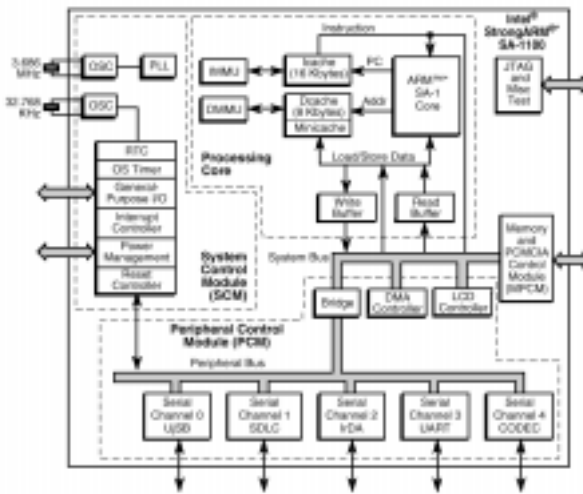 Intel®
StrongARM®
SA-1100
3.686
MHz
OSC
PLL
32.768
KHz
OSC
RTC
OS Timer
General-
Purpose I/O
Interrupt
Controller
Power
Management
Reset
Controller
System
Control
Module
(SCM)
Instruction
IMMU
Icache
(16 Kbytes)
PC
DMMU
Dcache
(8 Kbytes)
Minicache
Addr
ARM
SA-1
Core
JTAG
and
Misc
Test
Processing
Core
Load/Store Data
Write
Buffer
Read
Buffer
System Bus
Memory
and
PCMCIA
Control
Module
(MPCM)
Bridge
DMA
Controller
LCD
Controller
Peripheral Control
Module (PCM)
Peripheral Bus
Serial
Channel 0
USB
Serial
Channel 1
SDLC
Serial
Channel 2
IrDA
Serial
Channel 3
UART
Serial
Channel 4
CODEC